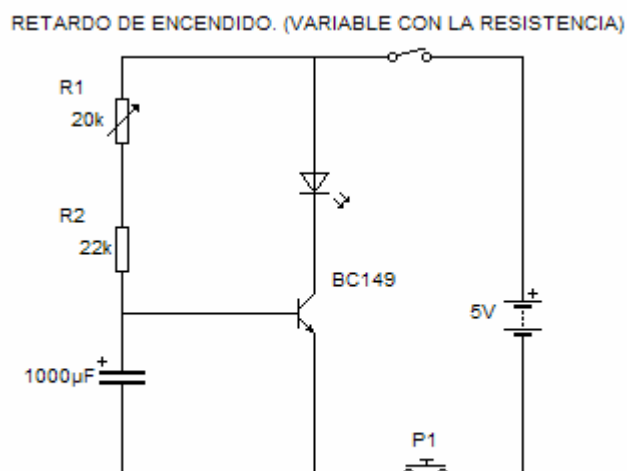 RETARDO DE ENCENDIDO. (VARIABLE CON LA RESISTENCIA)
R1
20k
R2
22k
BC149
5V
+
+
1000µF
P1